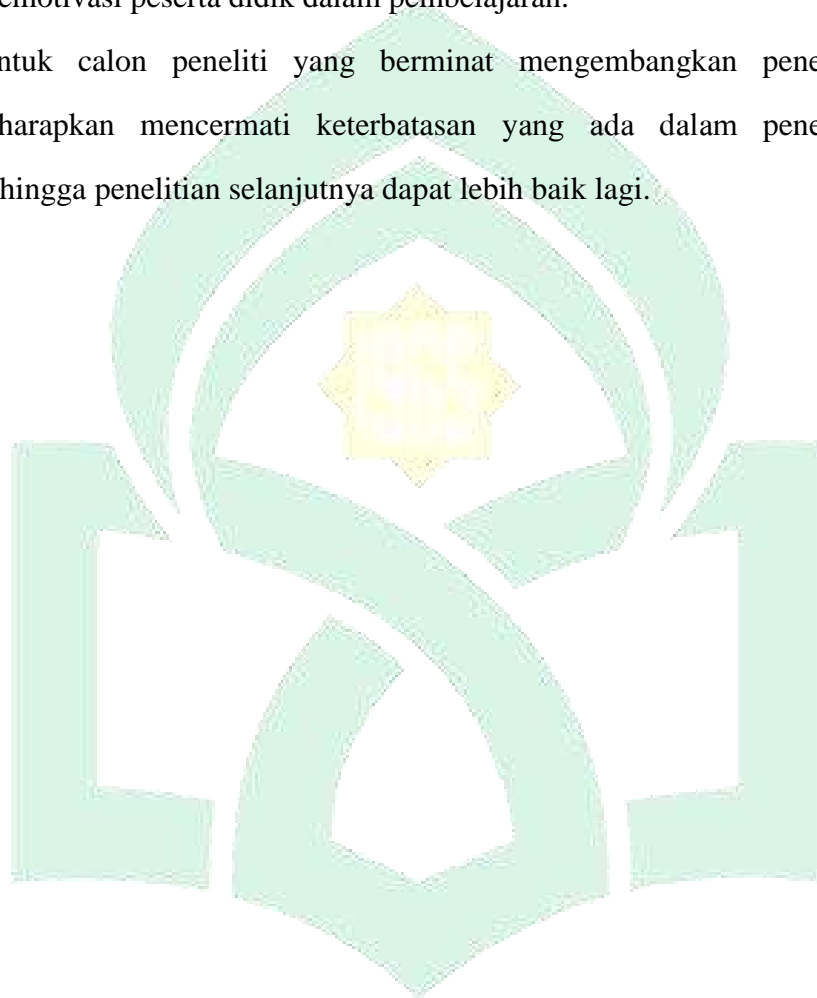 emotivasi peserta didik dalam pembelajaran.
ntuk calon peneliti yang berminat mengembangkan pene
harapkan mencermati keterbatasan yang ada dalam pene
hingga penelitian selanjutnya dapat lebih baik lagi.